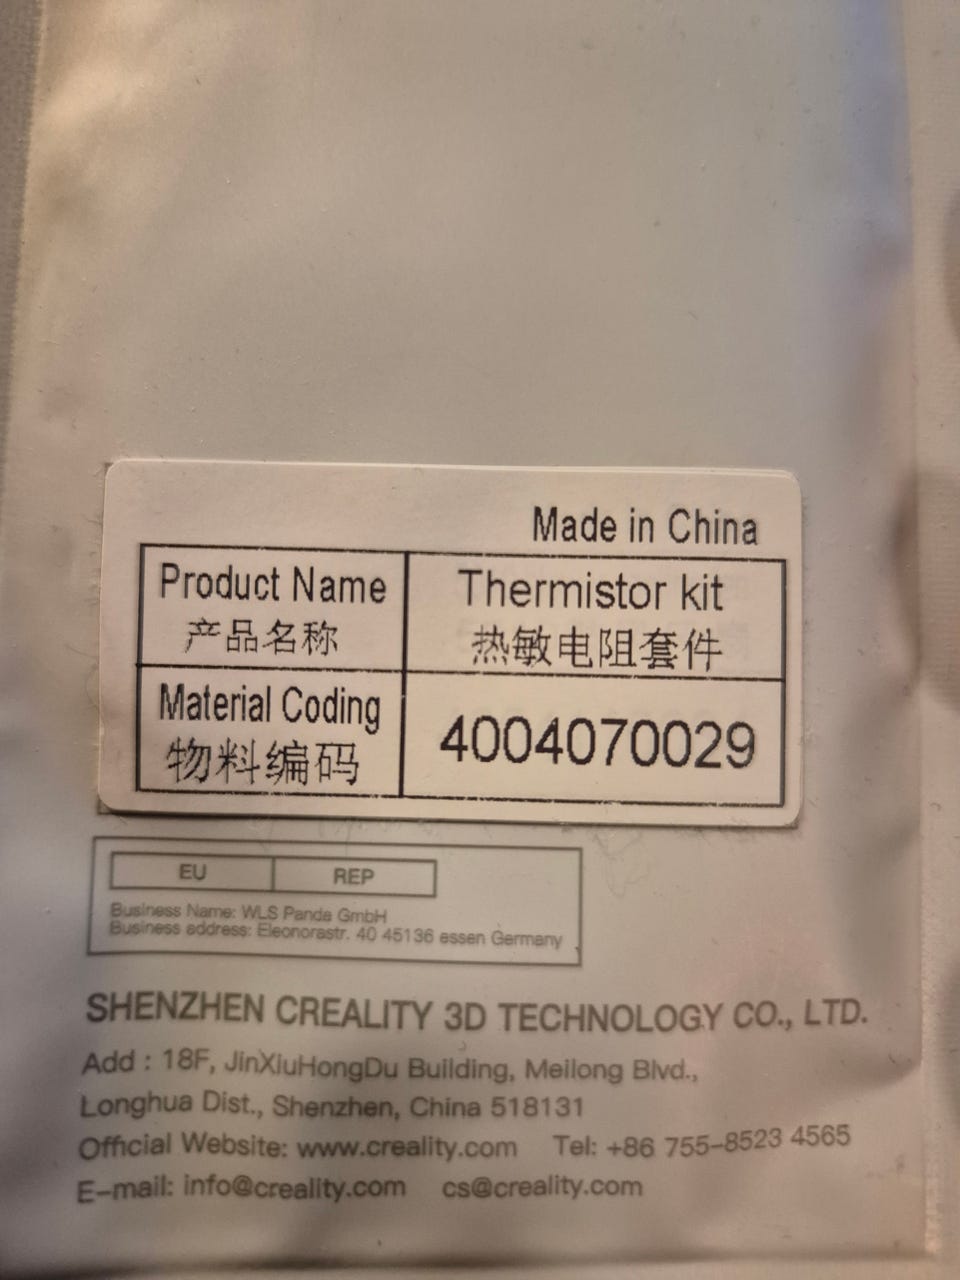 Made in China
Product Name
产品名称
Thermistor kit
热敏电阻套件
Material Coding
物料编码
4004070029
EU REP
Business Name: WLS Panda GmbH
Business address: Eleonorastr. 40 45136 essen Germany
SHENZHEN CREALITY 3D TECHNOLOGY CO., LTD.
Add : 18F, JinXiuHongDu Building, Meilong Blvd.,
Longhua Dist., Shenzhen, China 518131
Official Website: www.creality.com Tel: +86 755-8523 4565
E-mail: info@creality.com cs@creality.com